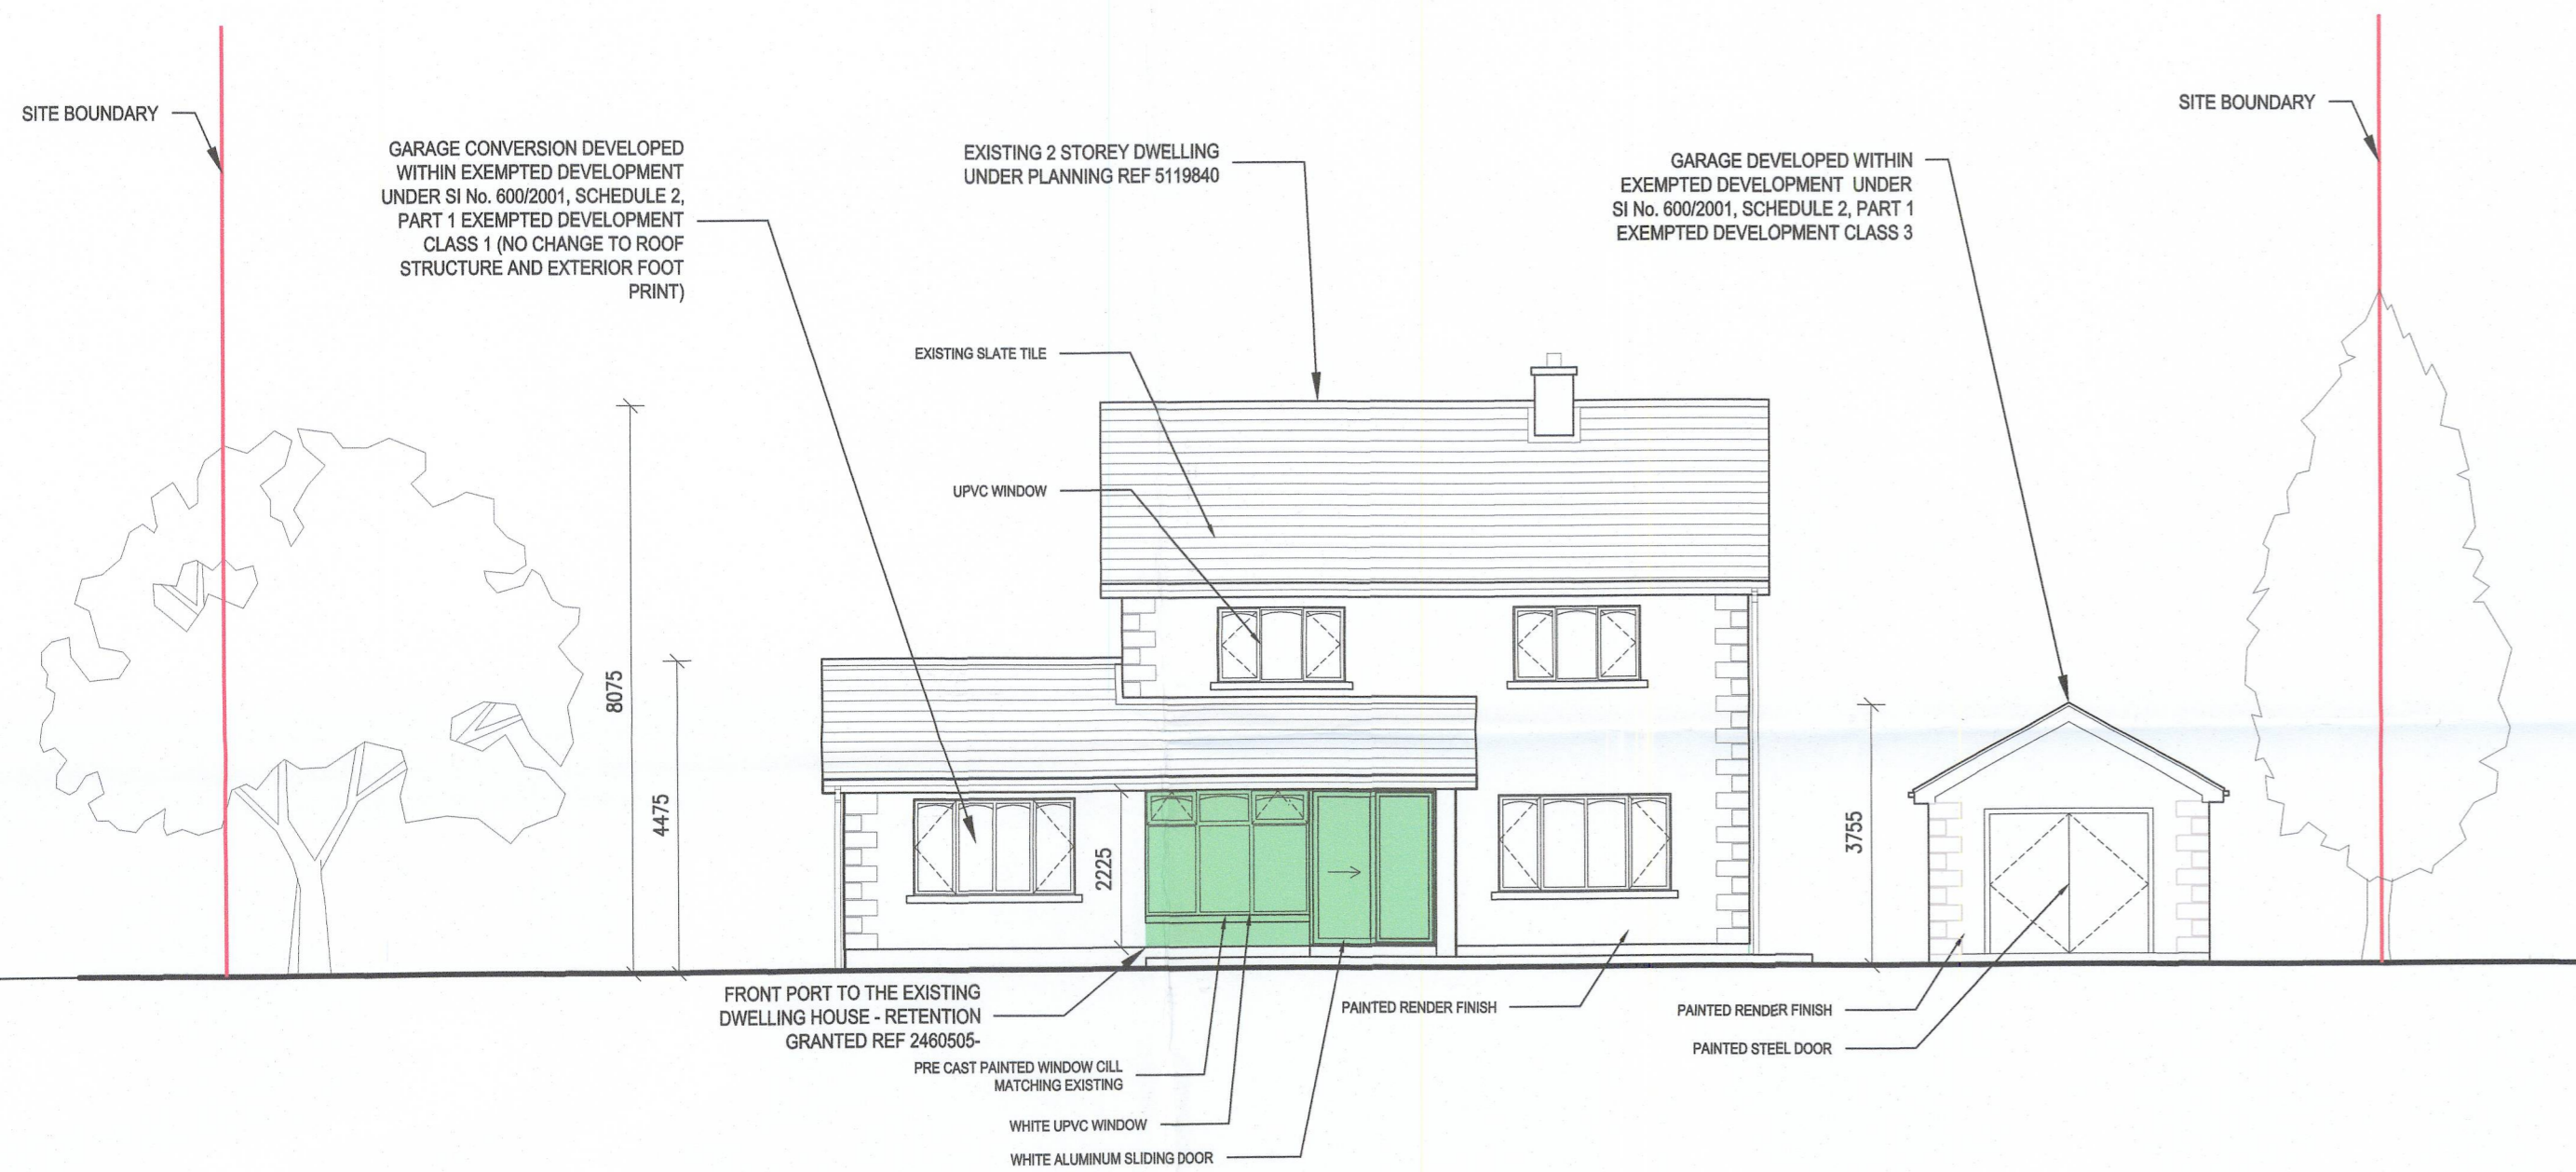 SITE BOUNDARY
GARAGE CONVERSION DEVELOPED
WITHIN EXEMPTED DEVELOPMENT
UNDER SI No. 600/2001, SCHEDULE 2,
PART 1 EXEMPTED DEVELOPMENT
CLASS 1 (NO CHANGE TO ROOF
STRUCTURE AND EXTERIOR FOOT
PRINT)
EXISTING 2 STOREY DWELLING
UNDER PLANNING REF 5119840
GARAGE DEVELOPED WITHIN
EXEMPTED DEVELOPMENT UNDER
SI No. 600/2001, SCHEDULE 2, PART 1
EXEMPTED DEVELOPMENT CLASS 3
SITE BOUNDARY
EXISTING SLATE TILE
UPVC WINDOW
8075
4475
2225
3755
FRONT PORT TO THE EXISTING
DWELLING HOUSE - RETENTION
GRANTED REF 2460505-
PRE CAST PAINTED WINDOW CILL
MATCHING EXISTING
WHITE UPVC WINDOW
WHITE ALUMINUM SLIDING DOOR
PAINTED RENDER FINISH
PAINTED RENDER FINISH
PAINTED STEEL DOOR